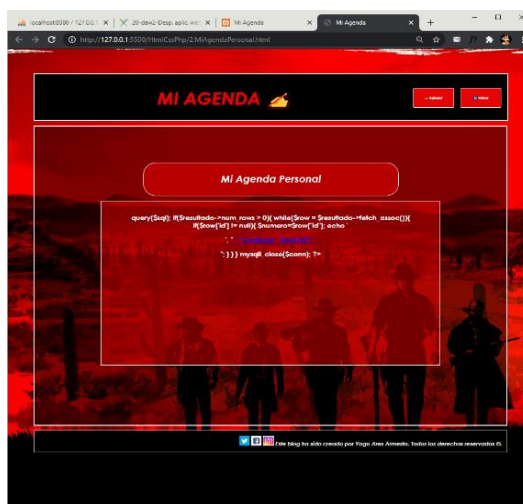 localhost:8080 / 127.0.0.1
20-daw2-Desp. aplic. we
Mi Agenda
Mi Agenda
http://127.0.0.1:5500/HtmlCssPhp/2.MiAgendaPersonal.html
MI AGENDA
Mi Agenda Personal
query($sql); if($resultado->num_rows > 0){ while($row = $resultado->fetch_assoc()){
if($row['id'] != null){ $numero=$row['id']; echo '
'; } } } mysqli_close($conn); ?>
Este blog ha sido creado por Yago Ares Armesto. Todos los derechos reservados ©.